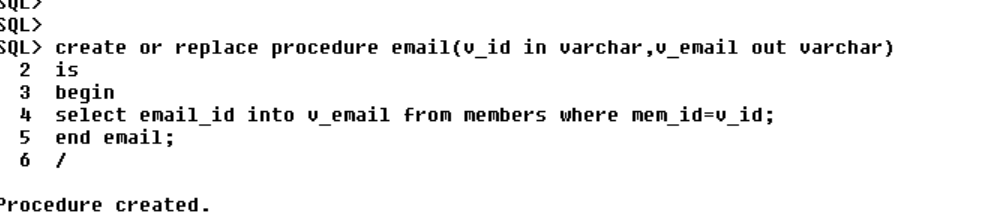 SQL>
SQL>
SQL> create or replace procedure email(v_id in varchar,v_email out varchar)
2 is
3 begin
4 select email_id into v_email from members where mem_id=v_id;
5 end email;
6 /
Procedure created.